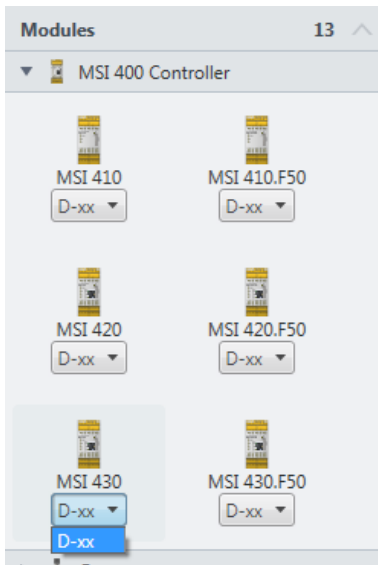 Modules 13
MSI 400 Controller
MSI 410 MSI 410.F50
D-xx D-xx
MSI 420 MSI 420.F50
D-xx D-xx
MSI 430 MSI 430.F50
D-xx D-xx
D-xx